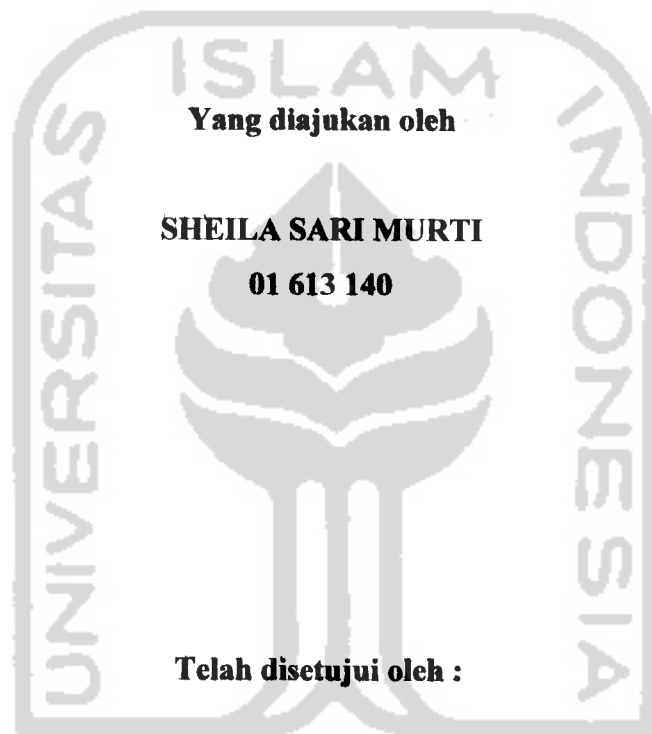 UNIVERSITAS ISLAM INDONESIA
Yang diajukan oleh
SHEILA SARI MURTI
01 613 140
Telah disetujui oleh :